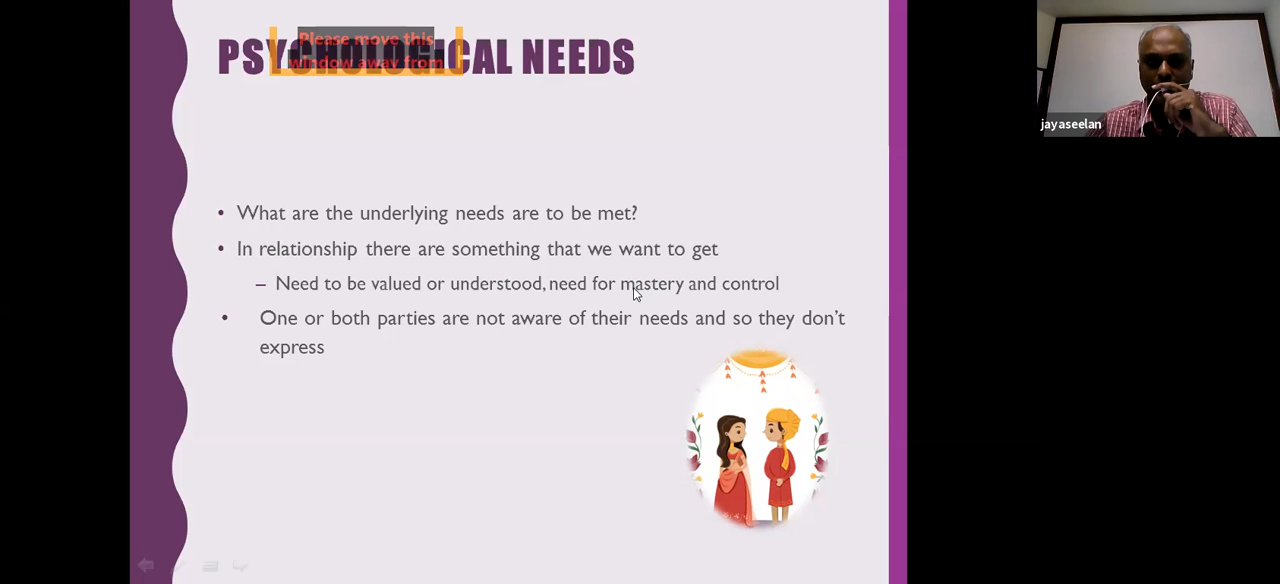 Please move this
window away from
PSYCHOLOGICAL NEEDS
jayaseelan
• What are the underlying needs are to be met?
• In relationship there are something that we want to get
– Need to be valued or understood, need for mastery and control
• One or both parties are not aware of their needs and so they don't
express